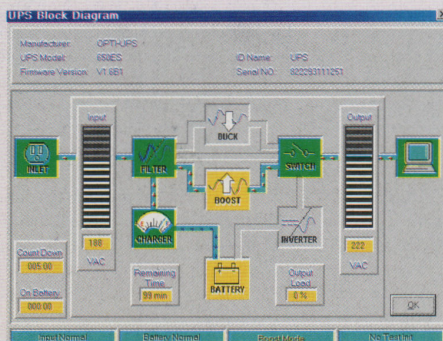 UPS Block Diagram
Manufacturer: OPTI-UPS
UPS Model: 650ES ID Name: UPS
Firmware Version: V1.6B1 Serial NO.: 022293111251
Input Output
BUCK
INLET FILTER SWITCH
BOOST
188 CHARGER INVERTER 222
VAC VAC
Count Down
005:00
Remaining Time Output Load
99 min BATTERY 0 %
On Battery
000:00
OK
Input Normal Battery Normal Boost Mode No Test Init